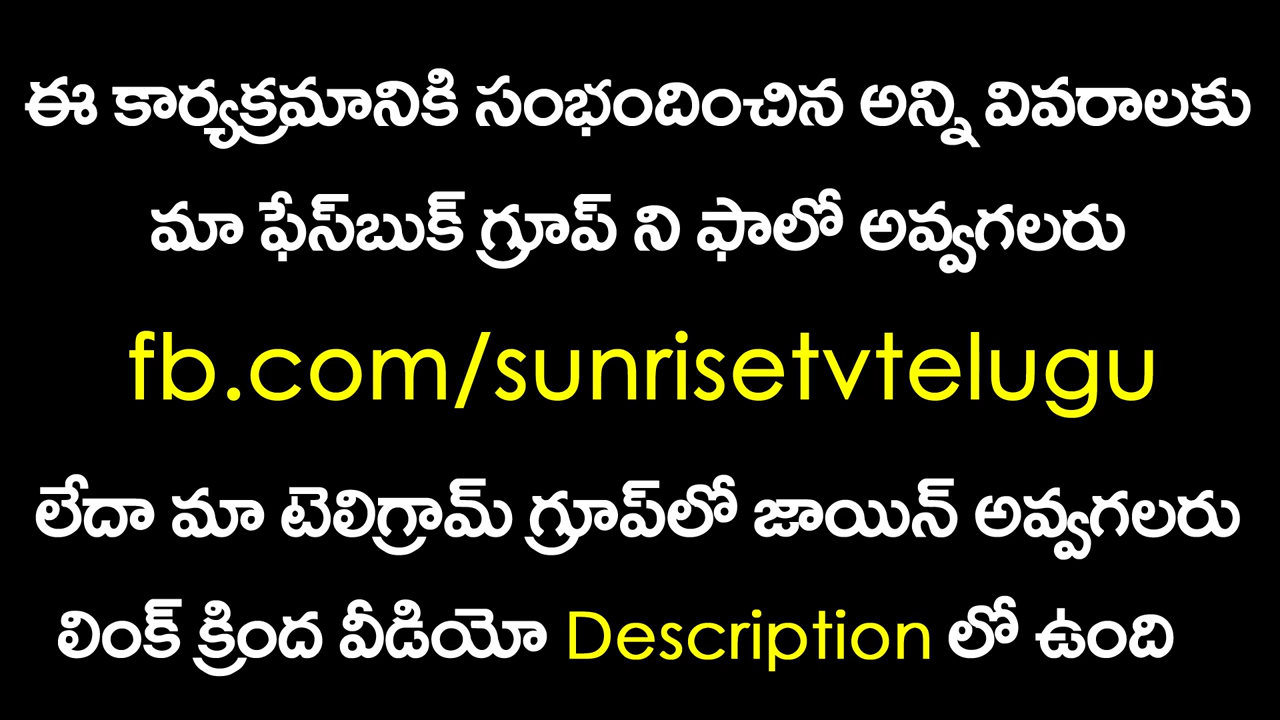 ఈ కార్యక్రమానికి సంభందించిన అన్ని వివరాలకు
మా ఫేస్‌బుక్ గ్రూప్ ని ఫాలో అవ్వగలరు
fb.com/sunrisetvtelugu
లేదా మా టెలిగ్రామ్ గ్రూప్‌లో జాయిన్ అవ్వగలరు
లింక్ క్రింద వీడియో Description లో ఉంది